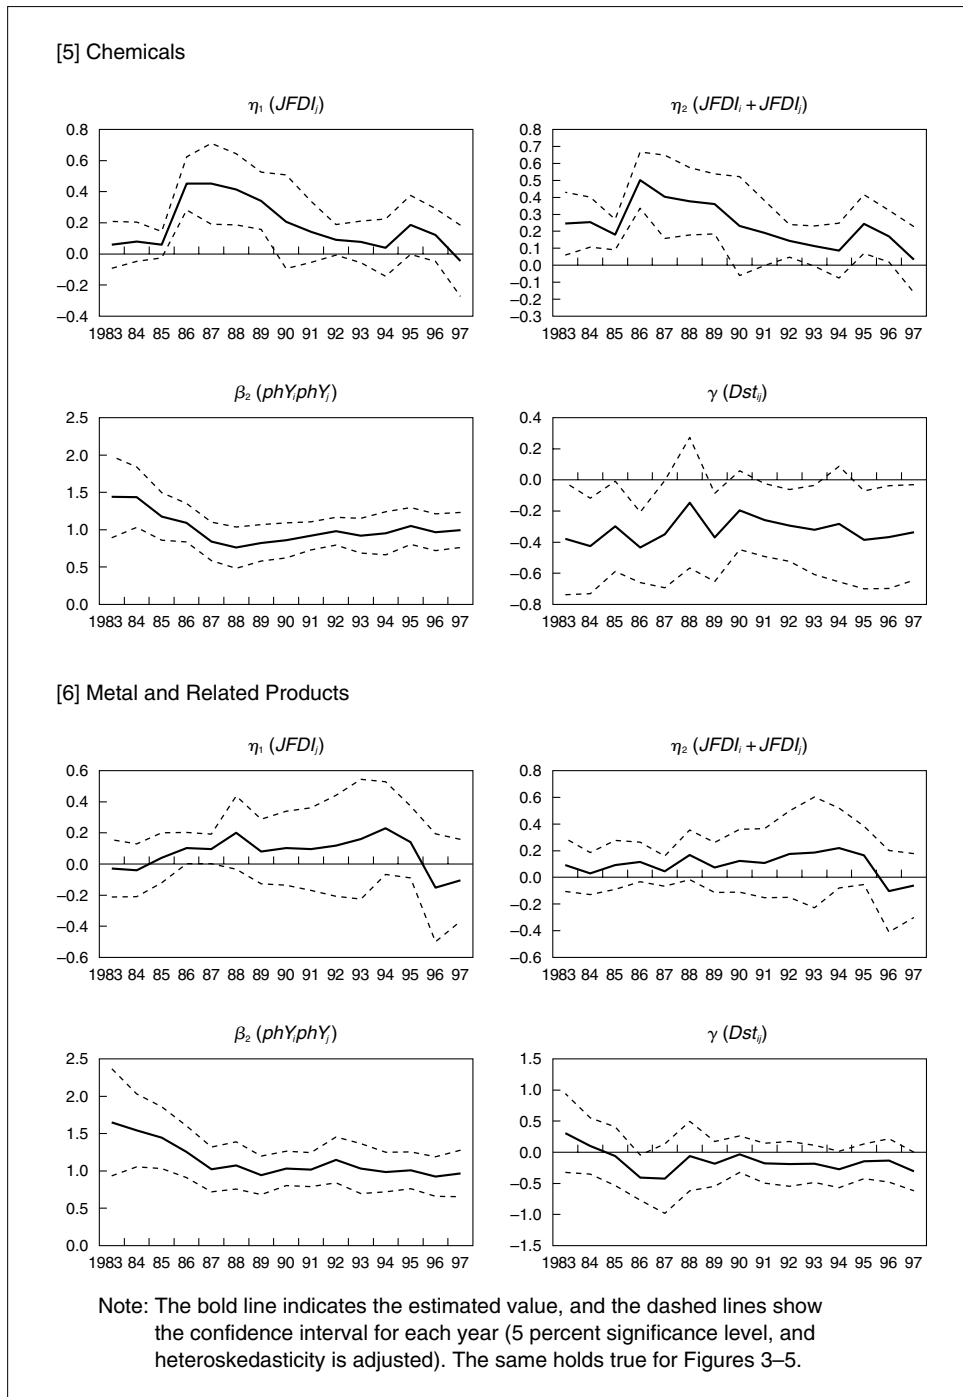 [5] Chemicals
η₁ (JFDIⱼ)
0.8
0.6
0.4
0.2
0.0
–0.2
–0.4
1983 84 85 86 87 88 89 90 91 92 93 94 95 96 97
η₂ (JFDIᵢ + JFDIⱼ)
0.8
0.7
0.6
0.5
0.4
0.3
0.2
0.1
0.0
–0.1
–0.2
–0.3
1983 84 85 86 87 88 89 90 91 92 93 94 95 96 97
β₂ (phYᵢphYⱼ)
2.5
2.0
1.5
1.0
0.5
0.0
1983 84 85 86 87 88 89 90 91 92 93 94 95 96 97
γ (Dstᵢⱼ)
0.4
0.2
0.0
–0.2
–0.4
–0.6
–0.8
1983 84 85 86 87 88 89 90 91 92 93 94 95 96 97
[6] Metal and Related Products
η₁ (JFDIⱼ)
0.6
0.4
0.2
0.0
–0.2
–0.4
–0.6
1983 84 85 86 87 88 89 90 91 92 93 94 95 96 97
η₂ (JFDIᵢ + JFDIⱼ)
0.8
0.6
0.4
0.2
0.0
–0.2
–0.4
–0.6
1983 84 85 86 87 88 89 90 91 92 93 94 95 96 97
β₂ (phYᵢphYⱼ)
2.5
2.0
1.5
1.0
0.5
0.0
1983 84 85 86 87 88 89 90 91 92 93 94 95 96 97
γ (Dstᵢⱼ)
1.5
1.0
0.5
0.0
–0.5
–1.0
–1.5
1983 84 85 86 87 88 89 90 91 92 93 94 95 96 97
Note: The bold line indicates the estimated value, and the dashed lines show
the confidence interval for each year (5 percent significance level, and
heteroskedasticity is adjusted). The same holds true for Figures 3–5.